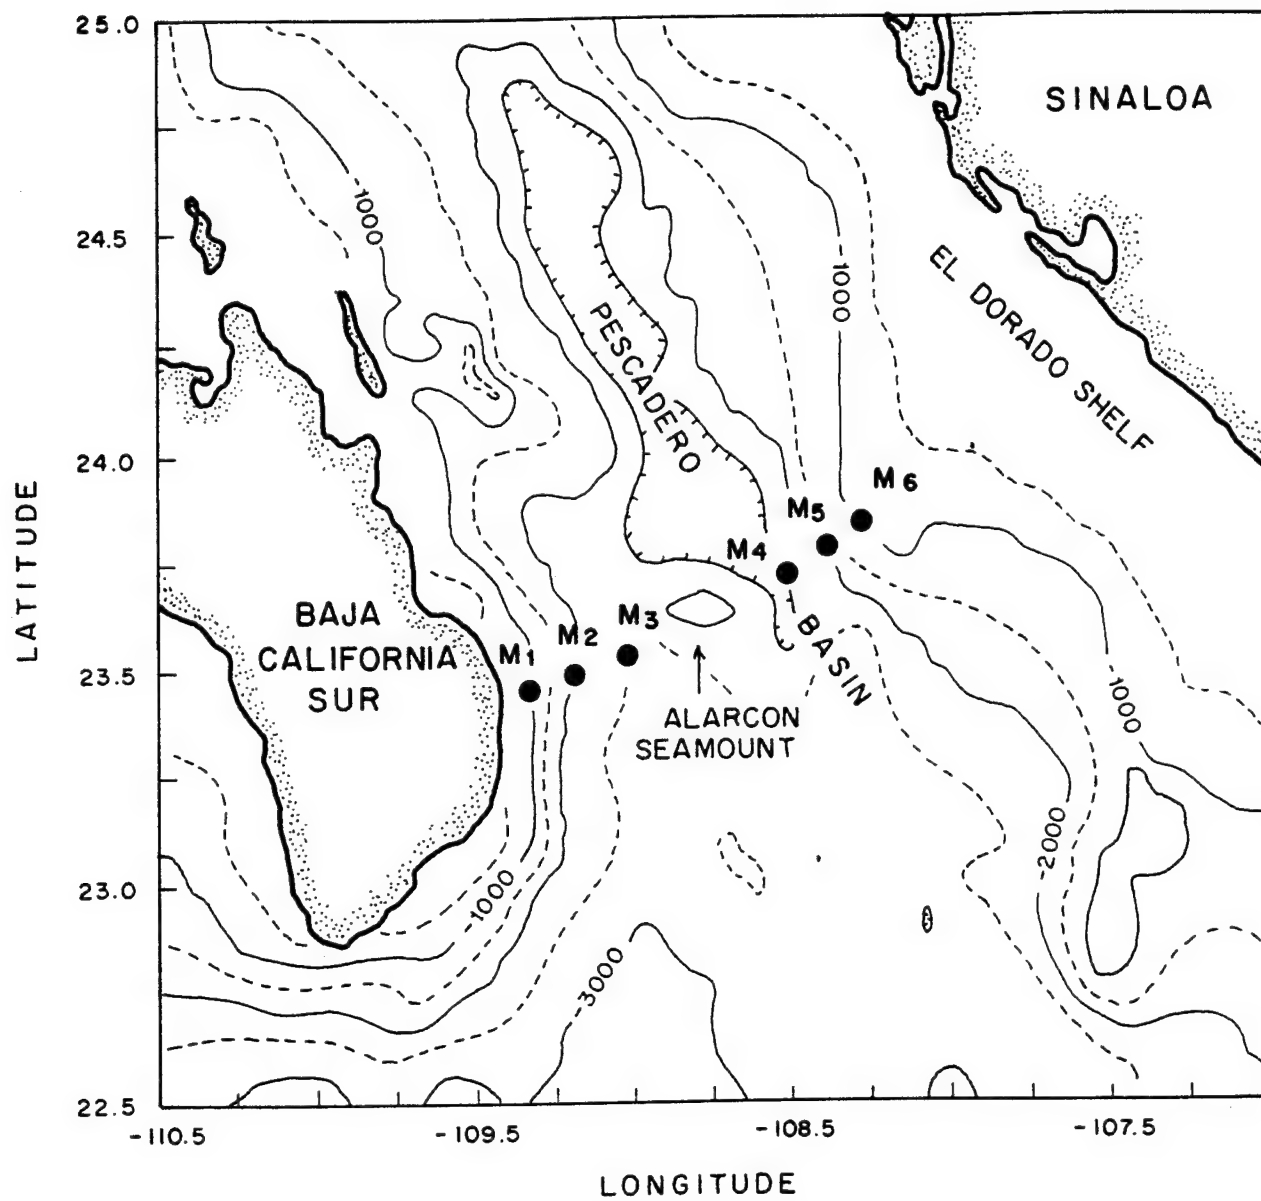 25.0
SINALOA
1000
24.5
1000
EL DORADO SHELF
PESCADERO
24.0
M6
M5
M4
LATITUDE
BAJA
CALIFORNIA
SUR
M1
M2
M3
BASIN
23.5
ALARCON
SEAMOUNT
1000
2000
23.0
1000
3000
22.5
-110.5
-109.5
-108.5
-107.5
LONGITUDE